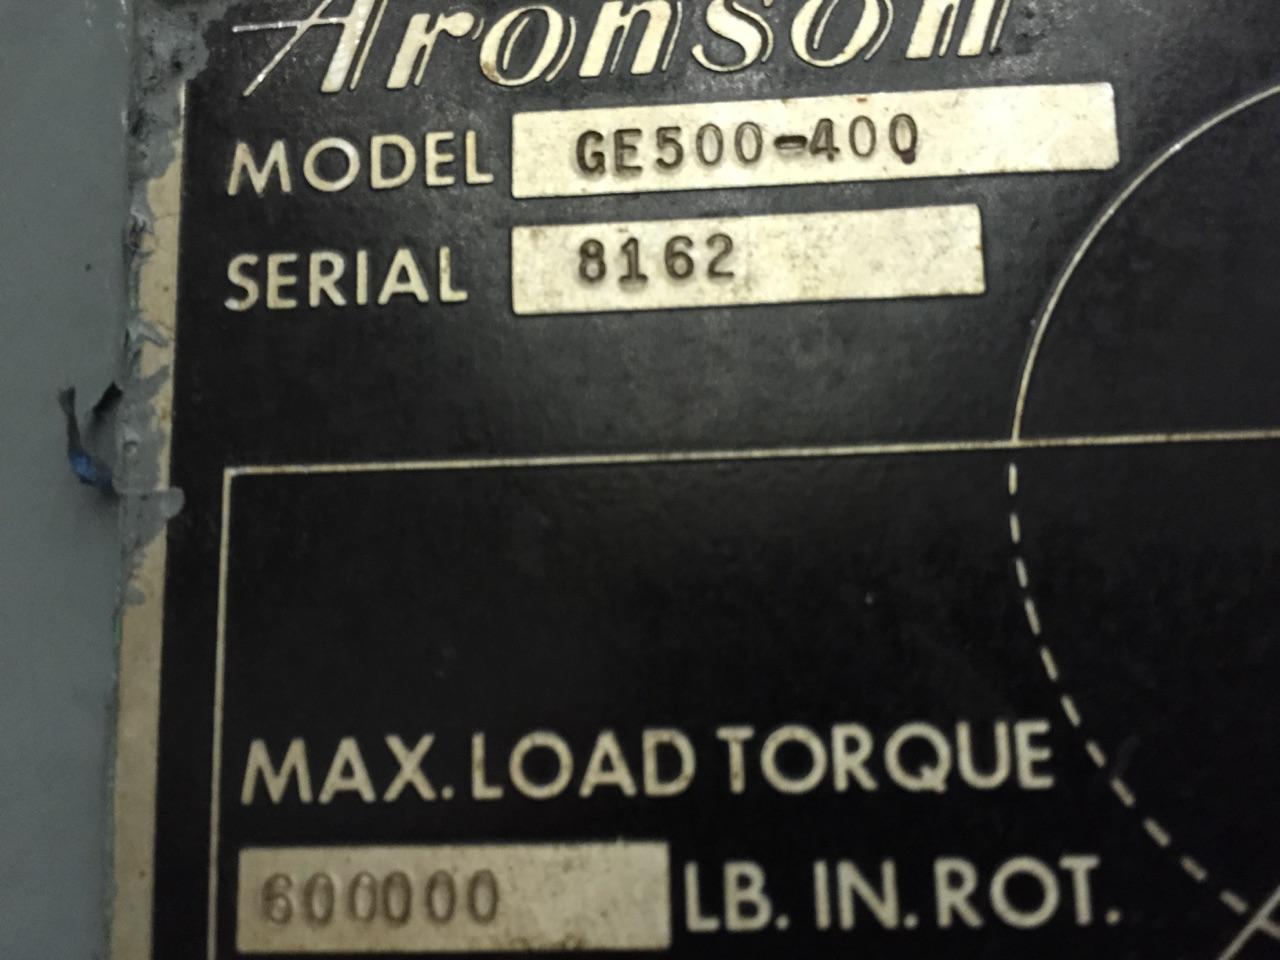 Aronson
MODEL GE500-400
SERIAL 8162
MAX. LOAD TORQUE
600000 LB. IN. ROT.